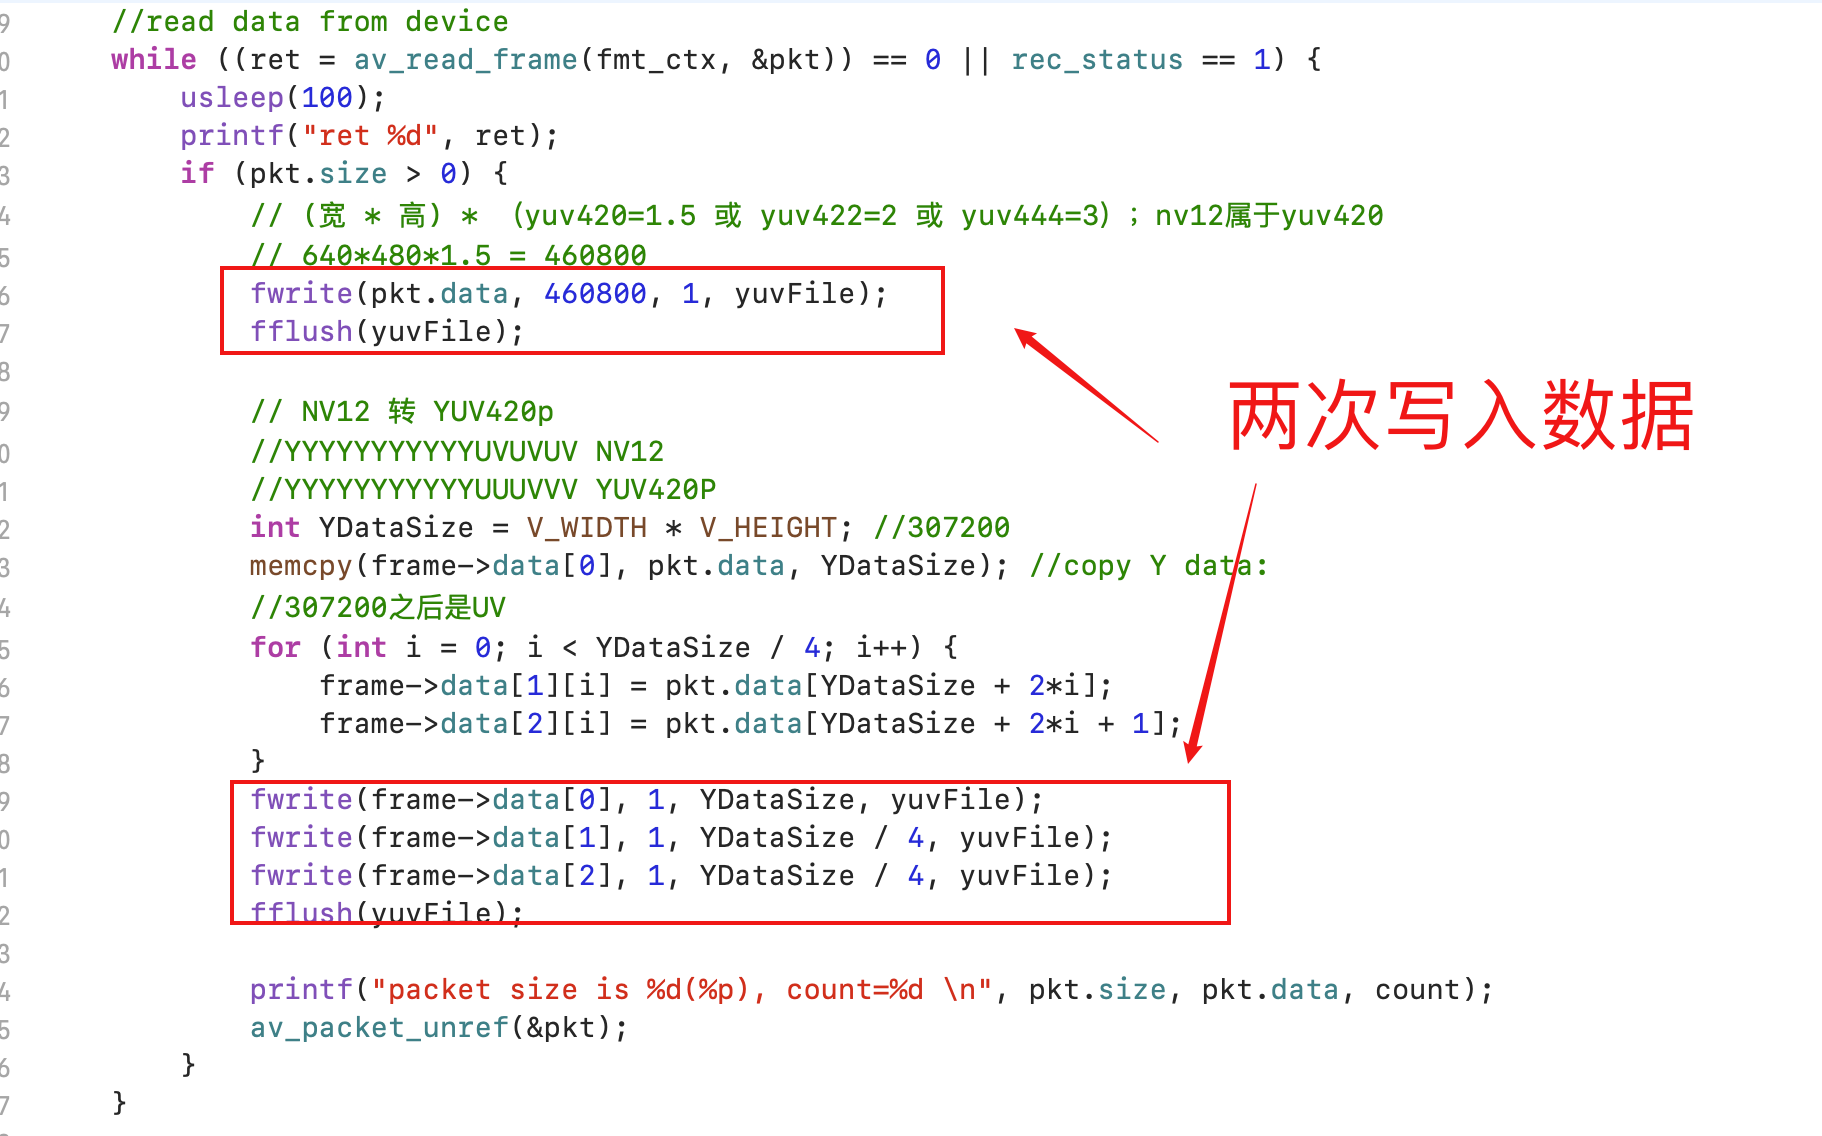 9 //read data from device
0 while ((ret = av_read_frame(fmt_ctx, &pkt)) == 0 || rec_status == 1) {
1 usleep(100);
2 printf("ret %d", ret);
3 if (pkt.size > 0) {
4 // (宽 * 高) * (yuv420=1.5 或 yuv422=2 或 yuv444=3) ; nv12属于yuv420
5 // 640*480*1.5 = 460800
6 fwrite(pkt.data, 460800, 1, yuvFile);
7 fflush(yuvFile);
8
两次写入数据
9 // NV12 转 YUV420p
0 //YYYYYYYYYYYUVUVUV NV12
1 //YYYYYYYYYYYUUUVVV YUV420P
2 int YDataSize = V_WIDTH * V_HEIGHT; //307200
3 memcpy(frame->data[0], pkt.data, YDataSize); //copy Y data:
4 //307200之后是UV
5 for (int i = 0; i < YDataSize / 4; i++) {
6 frame->data[1][i] = pkt.data[YDataSize + 2*i];
7 frame->data[2][i] = pkt.data[YDataSize + 2*i + 1];
8 }
9 fwrite(frame->data[0], 1, YDataSize, yuvFile);
0 fwrite(frame->data[1], 1, YDataSize / 4, yuvFile);
1 fwrite(frame->data[2], 1, YDataSize / 4, yuvFile);
2 fflush(yuvFile);
3
4 printf("packet size is %d(%p), count=%d \n", pkt.size, pkt.data, count);
5 av_packet_unref(&pkt);
6 }
7 }